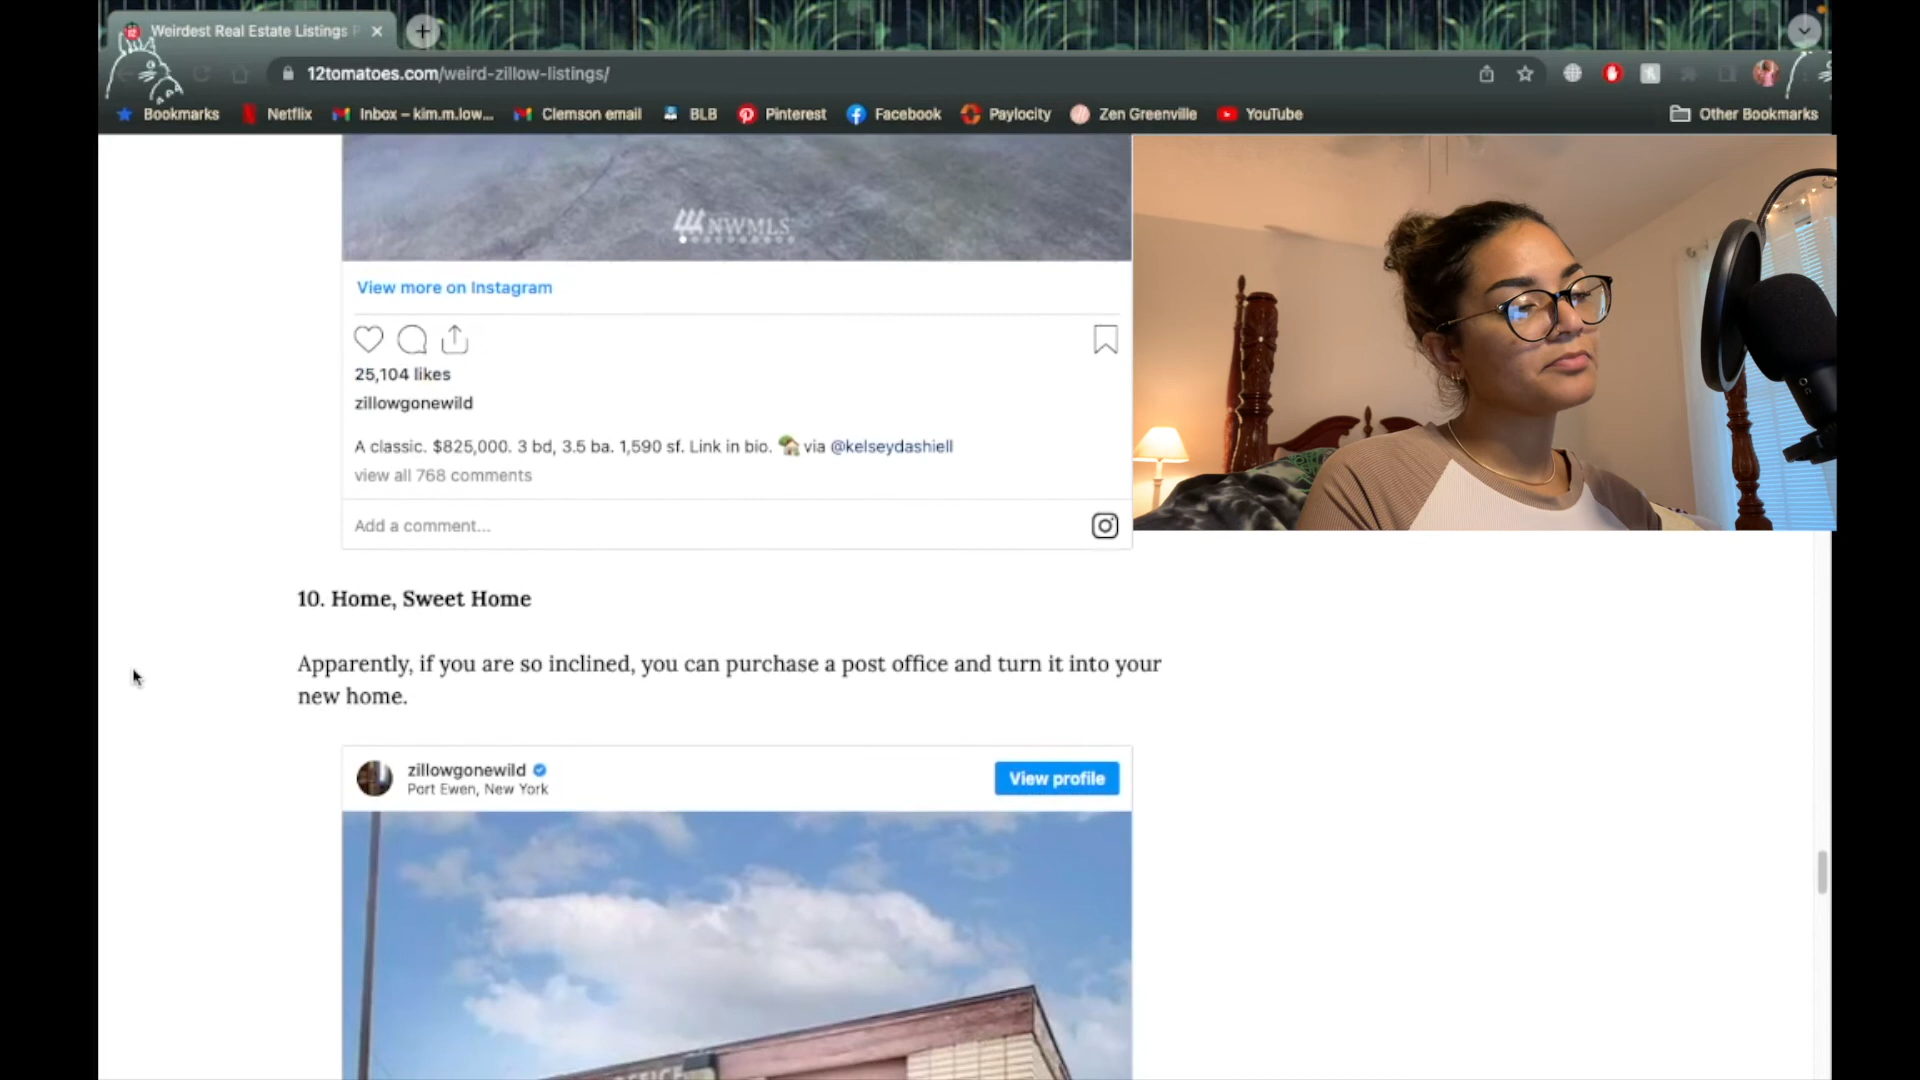 Weirdest Real Estate Listings
12tomatoes.com/weird-zillow-listings/
Bookmarks Netflix Inbox – kim.m.low... Clemson email BLB Pinterest Facebook Paylocity Zen Greenville YouTube Other Bookmarks
NWMLS
View more on Instagram
25,104 likes
zillowgonewild
A classic. $825,000. 3 bd, 3.5 ba. 1,590 sf. Link in bio. via @kelseydashiell
view all 768 comments
Add a comment...
10. Home, Sweet Home
Apparently, if you are so inclined, you can purchase a post office and turn it into your
new home.
zillowgonewild
Port Ewen, New York
View profile
OFFICE